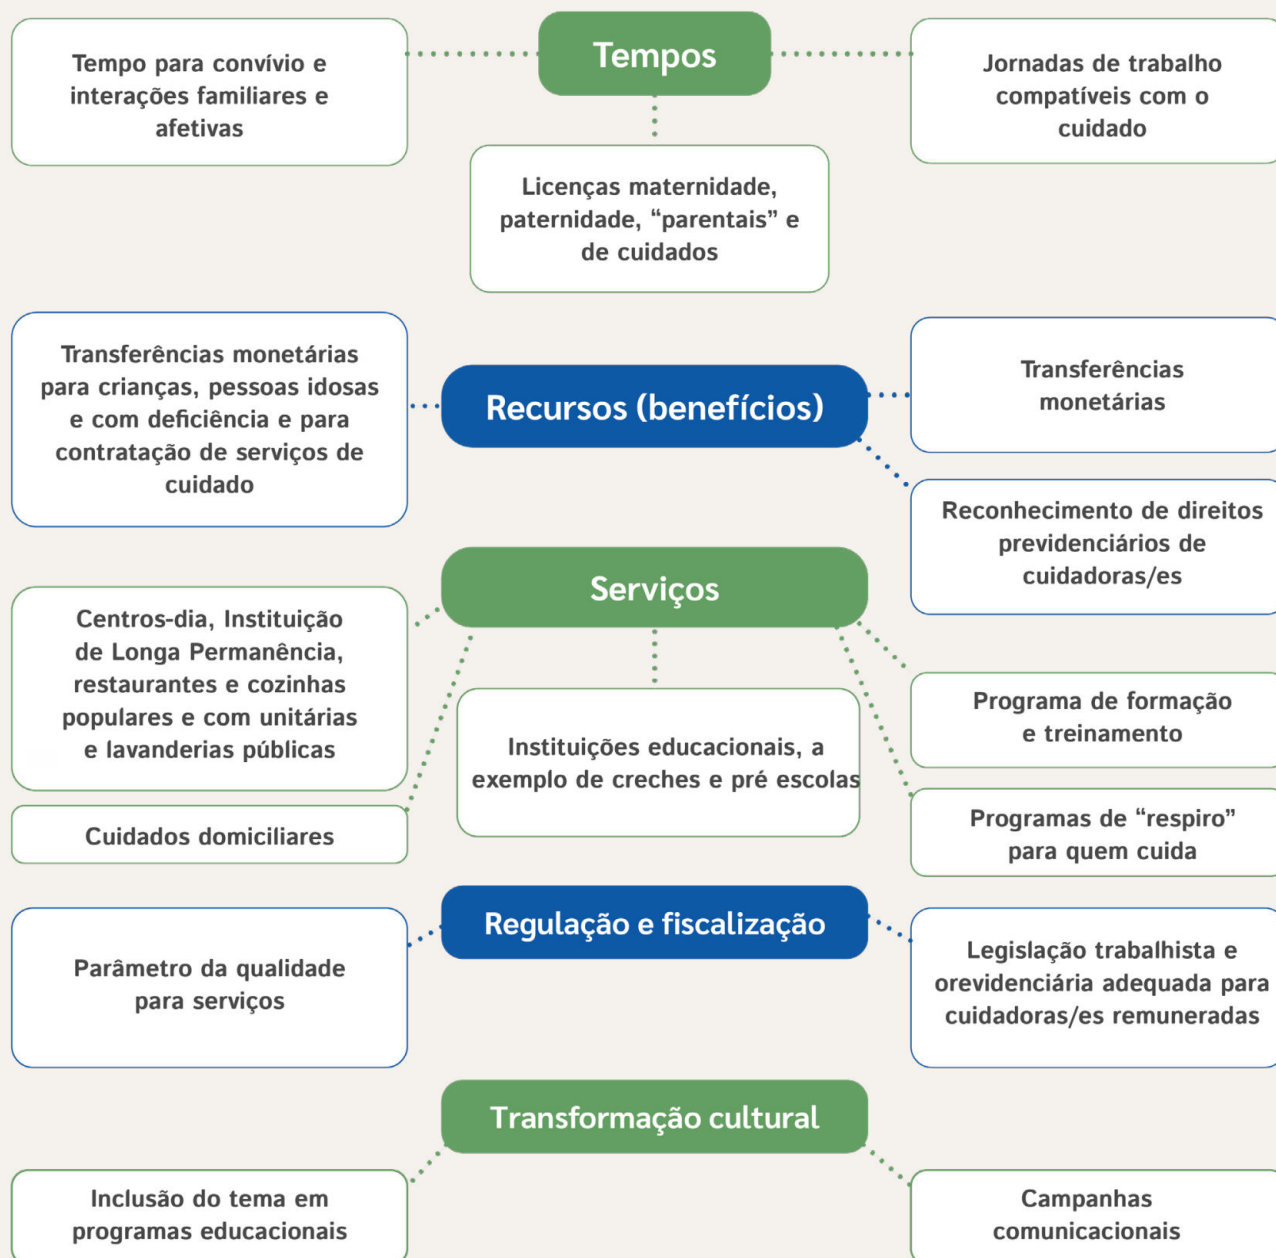 Tempos
Tempo para convívio e
interações familiares e
afetivas
Licenças maternidade,
paternidade, “parentais” e
de cuidados
Jornadas de trabalho
compatíveis com o
cuidado
Recursos (benefícios)
Transferências monetárias
para crianças, pessoas idosas
e com deficiência e para
contratação de serviços de
cuidado
Transferências
monetárias
Reconhecimento de direitos
previdenciários de
cuidadoras/es
Serviços
Centros-dia, Instituição
de Longa Permanência,
restaurantes e cozinhas
populares e com unitárias
e lavanderias públicas
Cuidados domiciliares
Instituições educacionais, a
exemplo de creches e pré escolas
Programa de formação
e treinamento
Programas de “respiro”
para quem cuida
Regulação e fiscalização
Parâmetro da qualidade
para serviços
Legislação trabalhista e
orevidenciária adequada para
cuidadoras/es remuneradas
Transformação cultural
Inclusão do tema em
programas educacionais
Campanhas
comunicacionais